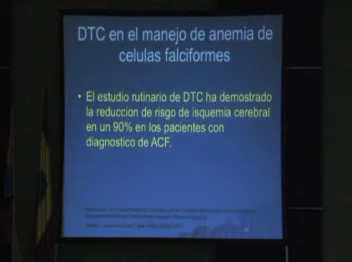 DTC en el manejo de anemia de
celulas falciformes
• El estudio rutinario de DTC ha demostrado
la reduccion de risgo de isquemia cerebral
en un 90% en los pacientes con
diagnostico de ACF.